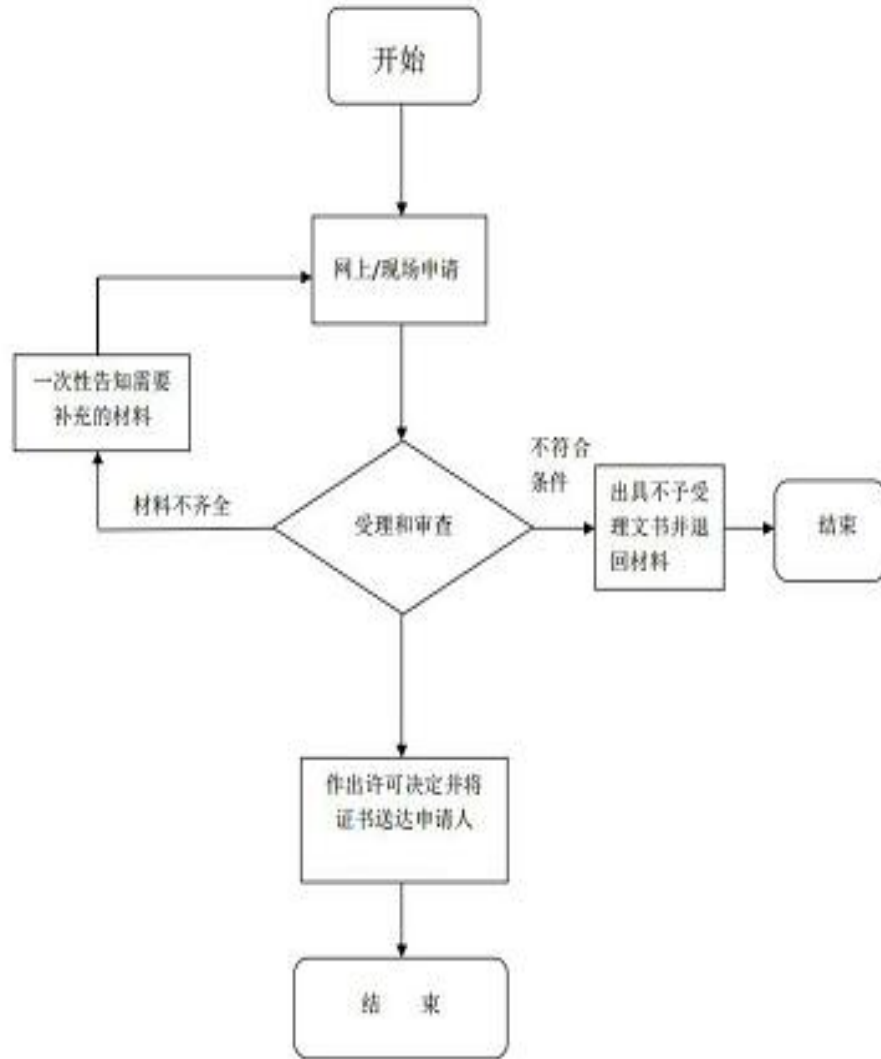 开始
网上/现场申请
一次性告知需要
补充的材料
材料不齐全
受理和审查
不符合
条件
出具不予受
理文书并退
回材料
结束
作出许可决定并将
证书送达申请人
结 束